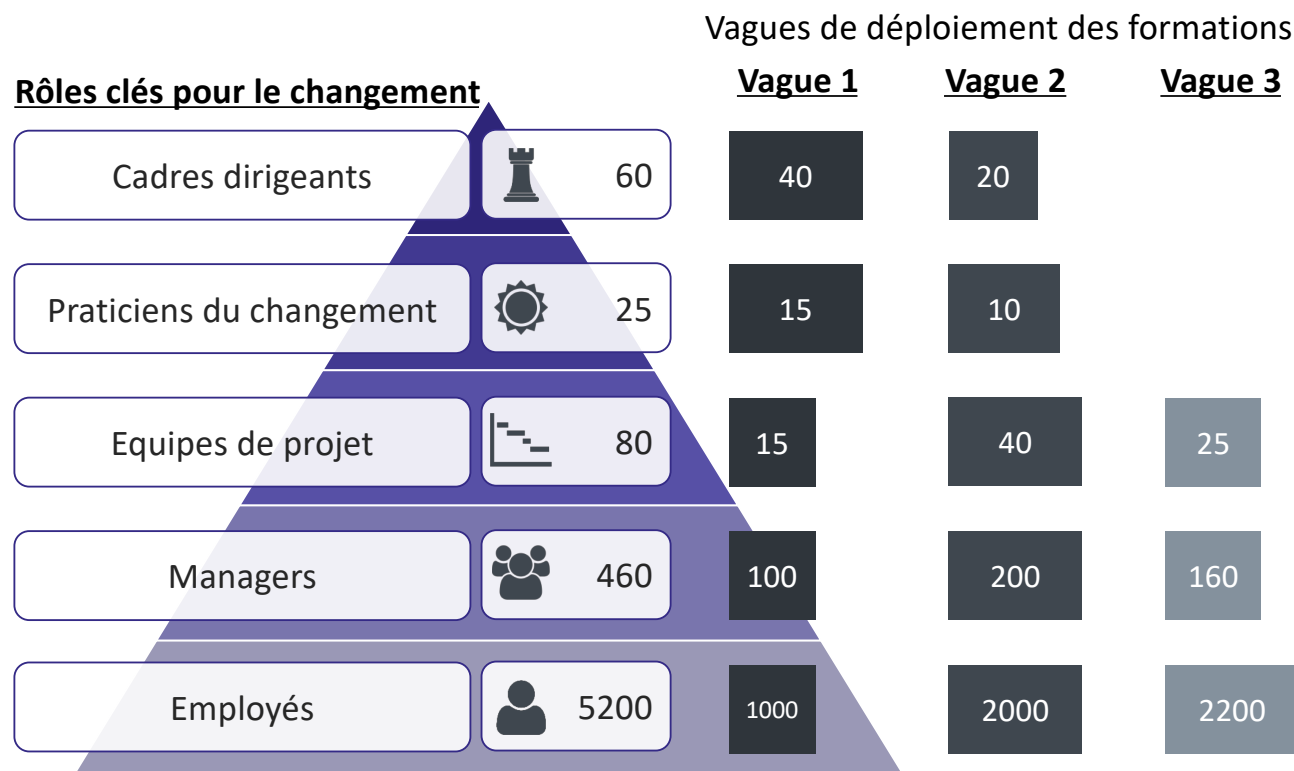 Vagues de déploiement des formations
Rôles clés pour le changement
Vague 1 Vague 2 Vague 3
Cadres dirigeants 60 40 20
Praticiens du changement 25 15 10
Equipes de projet 80 15 40 25
Managers 460 100 200 160
Employés 5200 1000 2000 2200